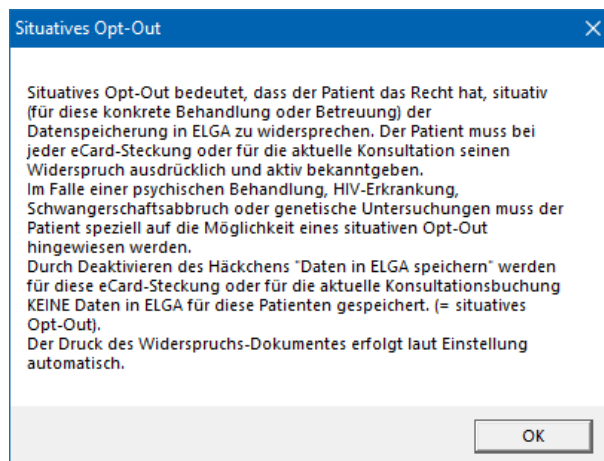 Situatives Opt-Out
Situatives Opt-Out bedeutet, dass der Patient das Recht hat, situativ
(für diese konkrete Behandlung oder Betreuung) der
Datenspeicherung in ELGA zu widersprechen. Der Patient muss bei
jeder eCard-Steckung oder für die aktuelle Konsultation seinen
Widerspruch ausdrücklich und aktiv bekanntgeben.
Im Falle einer psychischen Behandlung, HIV-Erkrankung,
Schwangerschaftsabbruch oder genetische Untersuchungen muss der
Patient speziell auf die Möglichkeit eines situativen Opt-Out
hingewiesen werden.
Durch Deaktivieren des Häckchens "Daten in ELGA speichern" werden
für diese eCard-Steckung oder für die aktuelle Konsultationsbuchung
KEINE Daten in ELGA für diese Patienten gespeichert. (= situatives
Opt-Out).
Der Druck des Widerspruchs-Dokumentes erfolgt laut Einstellung
automatisch.
OK